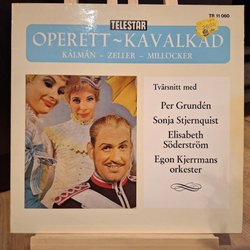 TELESTAR
TR 11 060
OPERETT~KAVALKAD
KÁLMÁN - ZELLER - MILLÖCKER
Tvärsnitt med
Per Grundén
Sonja Stjernquist
Elisabeth
Söderström
Egon Kjerrmans
orkester